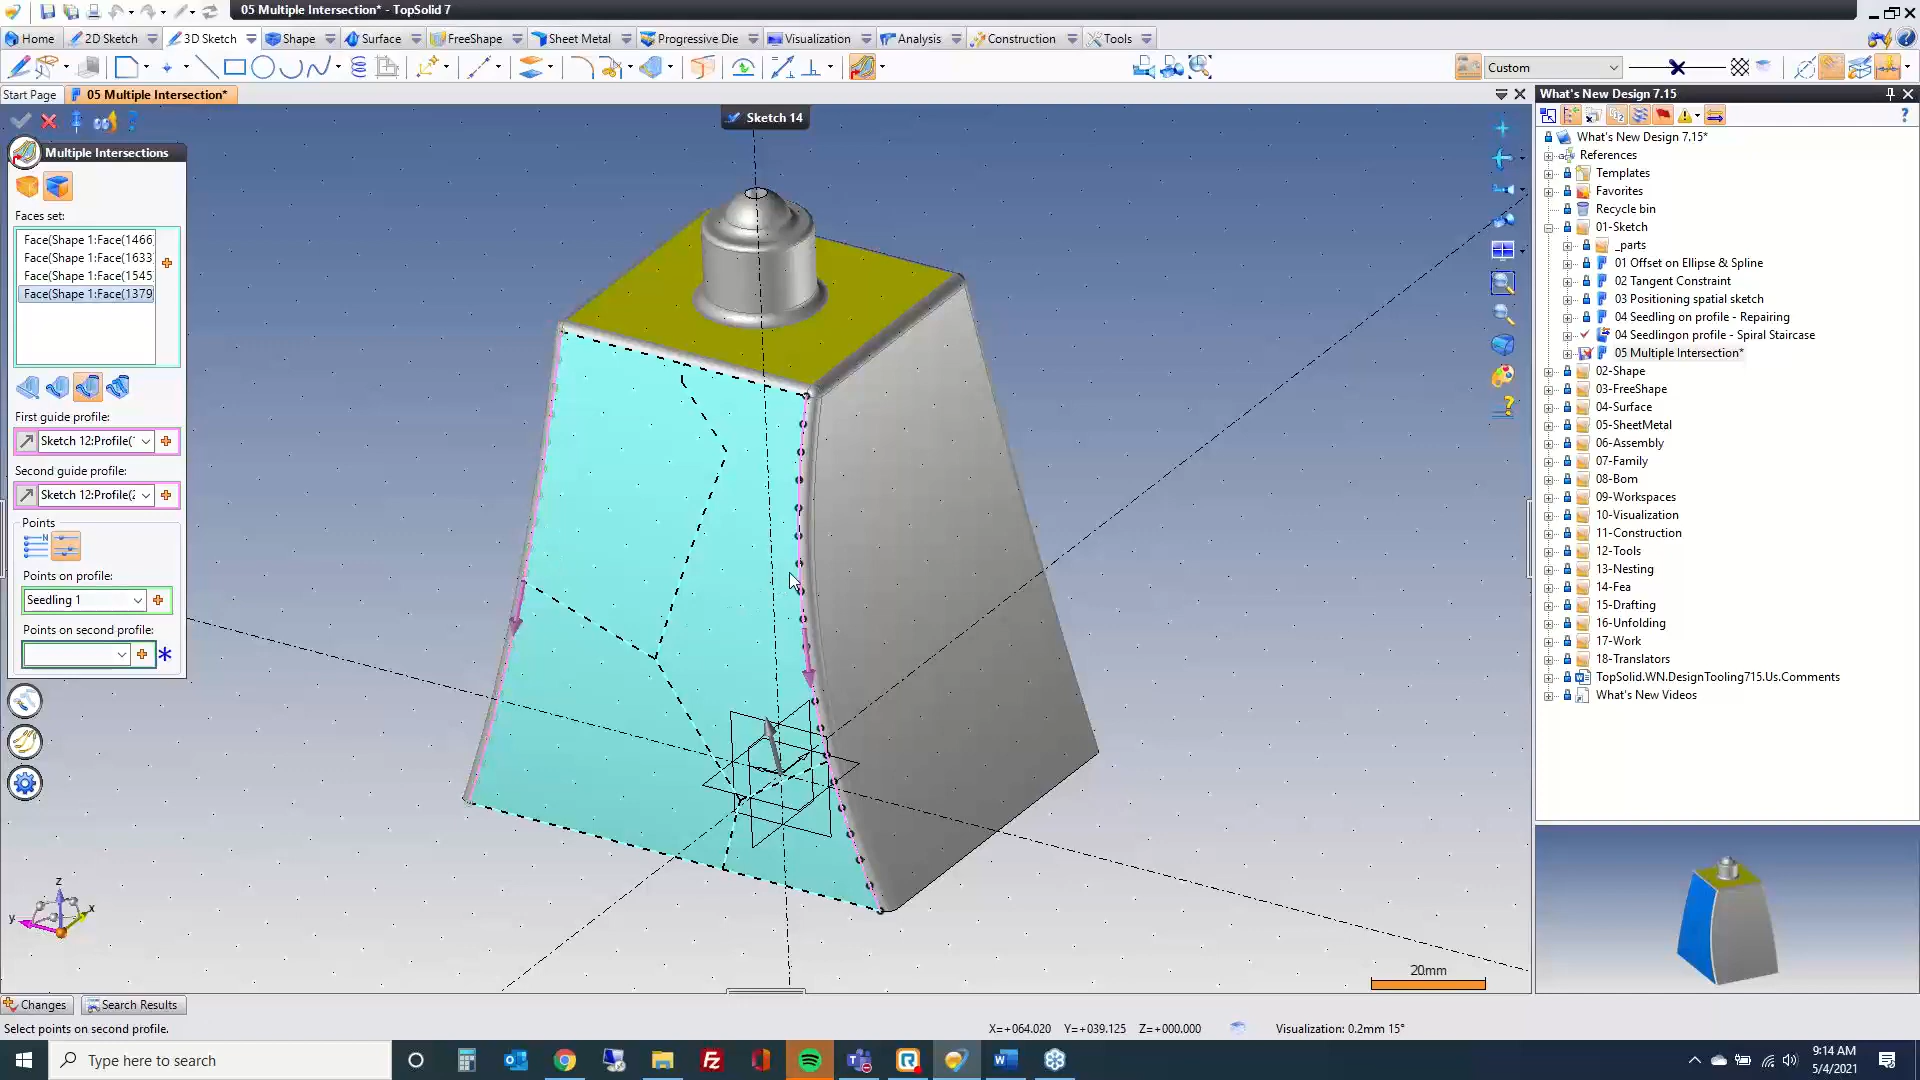 05 Multiple Intersection* - TopSolid 7
Home
2D Sketch
3D Sketch
Shape
Surface
FreeShape
Sheet Metal
Progressive Die
Visualization
Analysis
Construction
Tools
Custom
Start Page
05 Multiple Intersection*
Sketch 14
Multiple Intersections
Faces set:
Face(Shape 1:Face(1466
Face(Shape 1:Face(1633
Face(Shape 1:Face(1545
Face(Shape 1:Face(1379
First guide profile:
Sketch 12:Profile(
Second guide profile:
Sketch 12:Profile(2
Points
Points on profile:
Seedling 1
Points on second profile:
z
y
x
20mm
What's New Design 7.15
What's New Design 7.15*
References
Templates
Favorites
Recycle bin
01-Sketch
_parts
01 Offset on Ellipse & Spline
02 Tangent Constraint
03 Positioning spatial sketch
04 Seedling on profile - Repairing
04 Seedlingon profile - Spiral Staircase
05 Multiple Intersection*
02-Shape
03-FreeShape
04-Surface
05-SheetMetal
06-Assembly
07-Family
08-Bom
09-Workspaces
10-Visualization
11-Construction
12-Tools
13-Nesting
14-Fea
15-Drafting
16-Unfolding
17-Work
18-Translators
TopSolid.WN.DesignTooling715.Us.Comments
What's New Videos
Changes
Search Results
Select points on second profile.
X=+064.020 Y=+039.125 Z=+000.000
Visualization: 0.2mm 15°
Type here to search
9:14 AM
5/4/2021